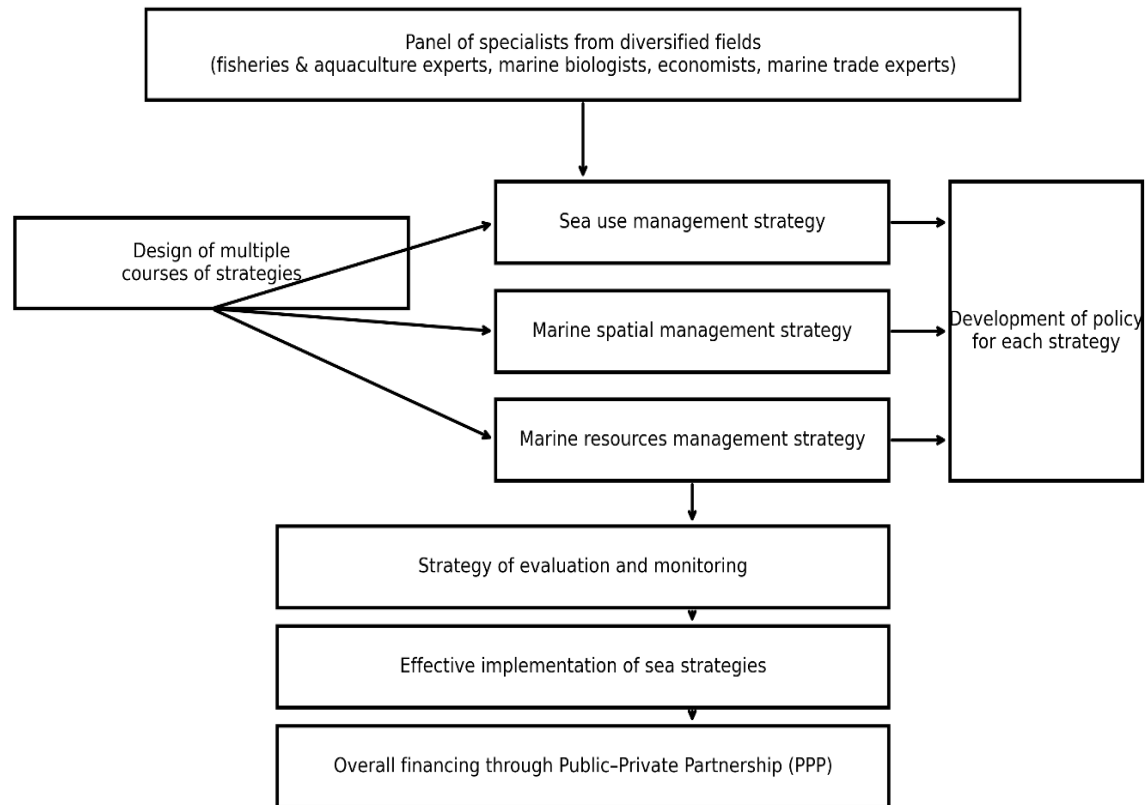 Panel of specialists from diversified fields
(fisheries & aquaculture experts, marine biologists, economists, marine trade experts)
Design of multiple
courses of strategies
Sea use management strategy
Marine spatial management strategy
Marine resources management strategy
Development of policy
for each strategy
Strategy of evaluation and monitoring
Effective implementation of sea strategies
Overall financing through Public–Private Partnership (PPP)